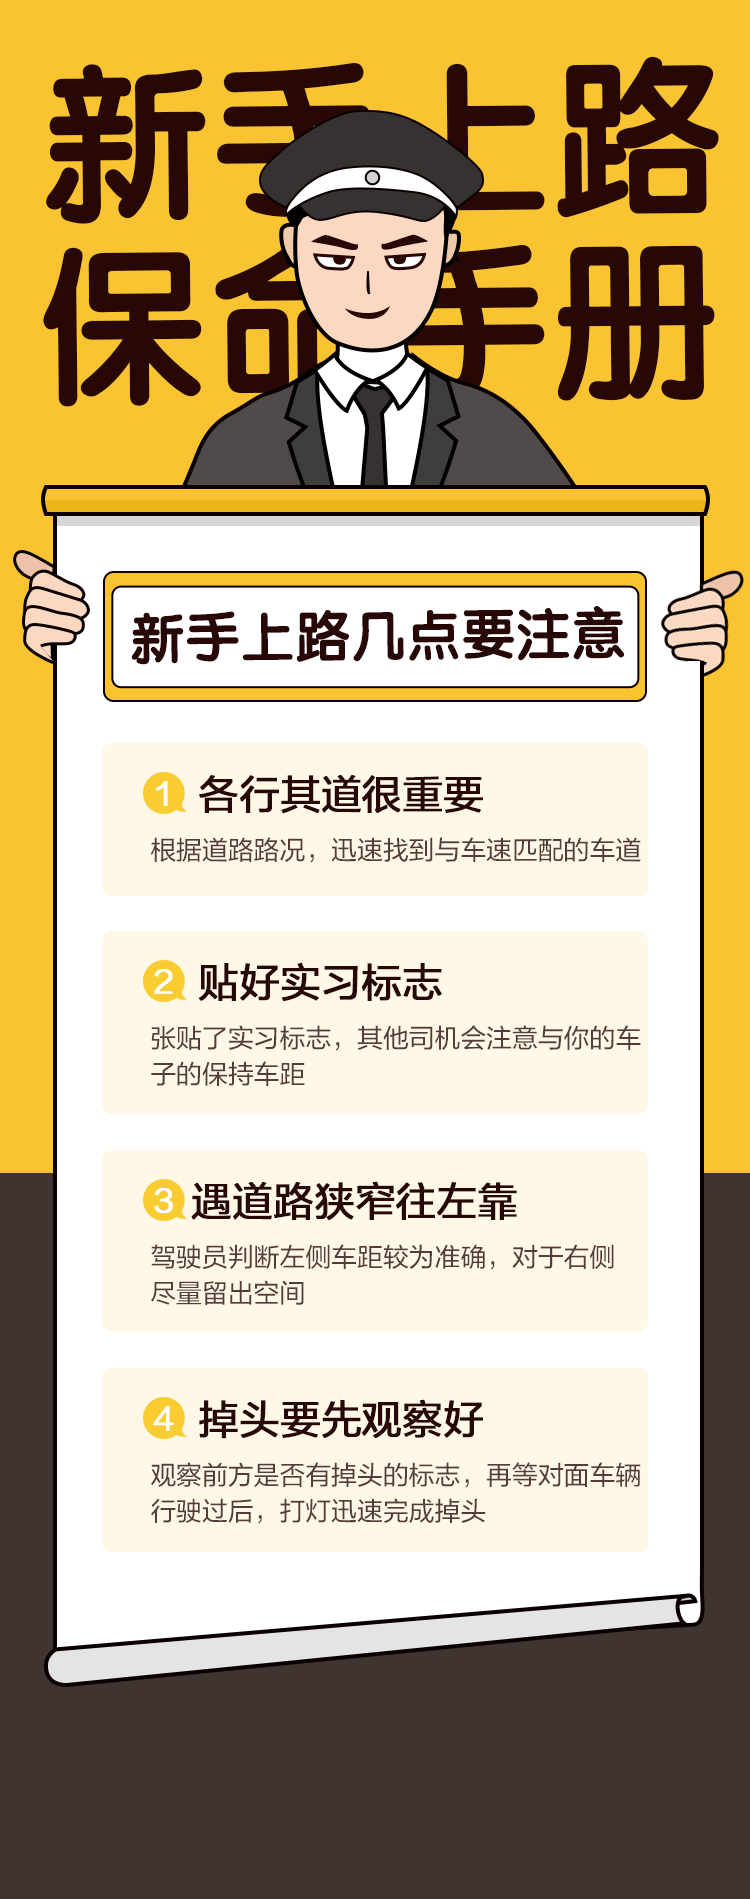 新手上路
保命手册
新手上路几点要注意
1 各行其道很重要
根据道路路况，迅速找到与车速匹配的车道
2 贴好实习标志
张贴了实习标志，其他司机会注意与你的车
子的保持车距
3 遇道路狭窄往左靠
驾驶员判断左侧车距较为准确，对于右侧
尽量留出空间
4 掉头要先观察好
观察前方是否有掉头的标志，再等对面车辆
行驶过后，打灯迅速完成掉头